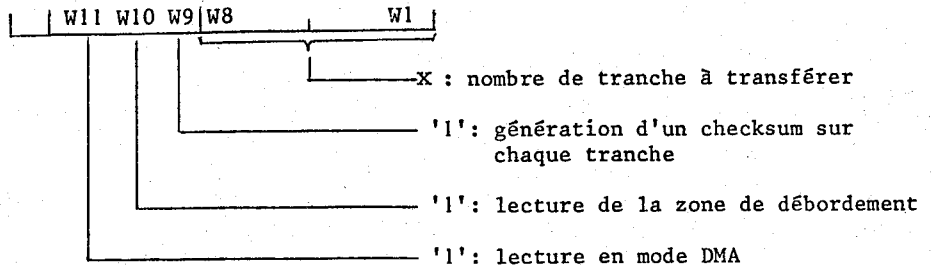 W11 W10 W9 W8 W1
X : nombre de tranche à transférer
'1': génération d'un checksum sur
chaque tranche
'1': lecture de la zone de débordement
'1': lecture en mode DMA